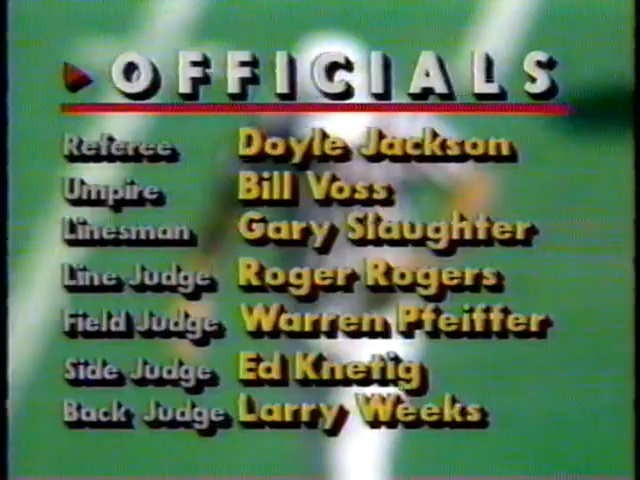 OFFICIALS
Referee Doyle Jackson
Umpire Bill Voss
Linesman Gary Slaughter
Line Judge Roger Rogers
Field Judge Warren Pfeiffer
Side Judge Ed Knetig
Back Judge Larry Weeks